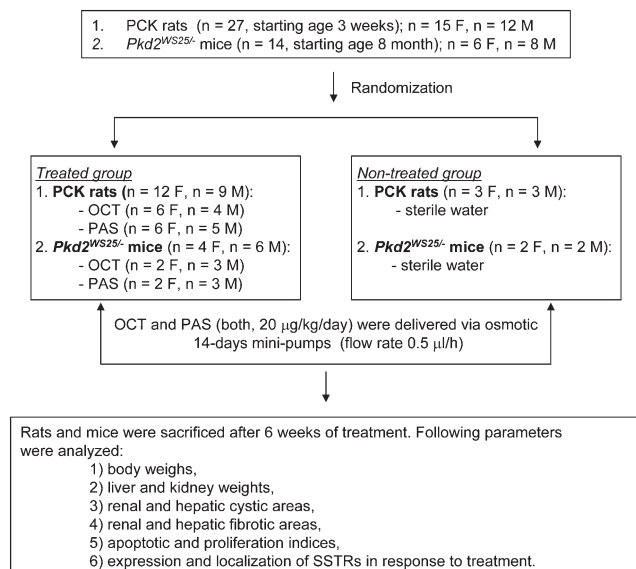 1. PCK rats (n = 27, starting age 3 weeks); n = 15 F, n = 12 M
2. Pkd2WS25/- mice (n = 14, starting age 8 month); n = 6 F, n = 8 M
Randomization
Treated group
1. PCK rats (n = 12 F, n = 9 M):
- OCT (n = 6 F, n = 4 M)
- PAS (n = 6 F, n = 5 M)
2. Pkd2WS25/- mice (n = 4 F, n = 6 M):
- OCT (n = 2 F, n = 3 M)
- PAS (n = 2 F, n = 3 M)
Non-treated group
1. PCK rats (n = 3 F, n = 3 M):
- sterile water
2. Pkd2WS25/- mice (n = 2 F, n = 2 M):
- sterile water
OCT and PAS (both, 20 μg/kg/day) were delivered via osmotic
14-days mini-pumps (flow rate 0.5 μl/h)
Rats and mice were sacrificed after 6 weeks of treatment. Following parameters
were analyzed:
1) body weighs,
2) liver and kidney weights,
3) renal and hepatic cystic areas,
4) renal and hepatic fibrotic areas,
5) apoptotic and proliferation indices,
6) expression and localization of SSTRs in response to treatment.